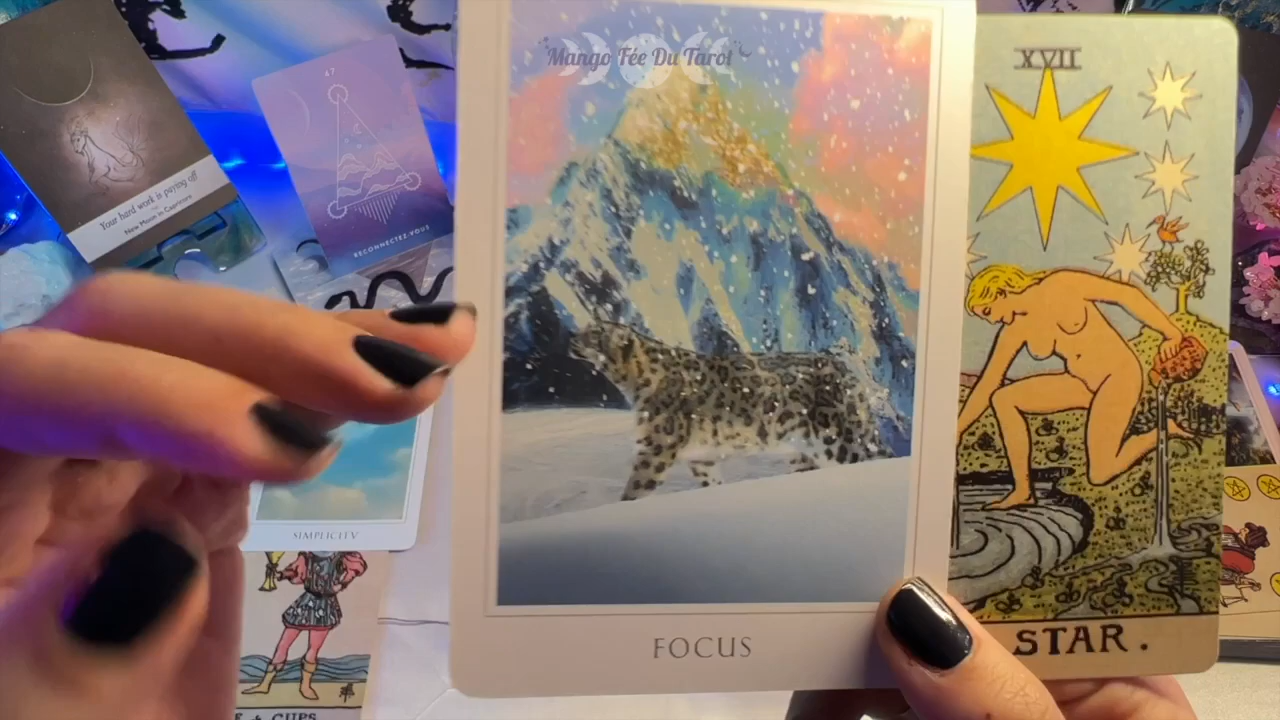 Mango Fée Du Tarot
XVII
47
Your hard work is paying off
New Moon in Capricorn
RECONNECTEZ-VOUS
SIMPLICITY
FOCUS
STAR.
CUPS